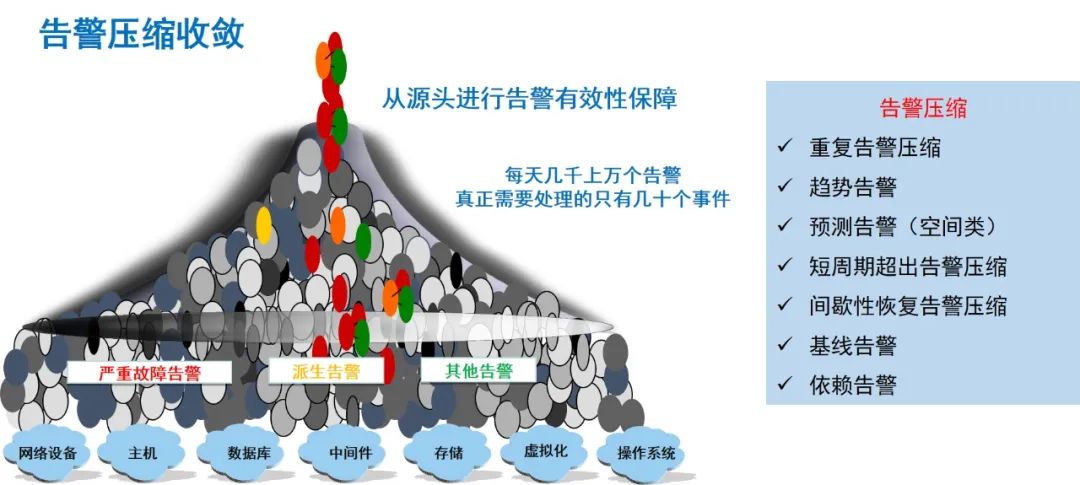 告警压缩收敛
从源头进行告警有效性保障
每天几千上万个告警
真正需要处理的只有几十个事件
严重故障告警
派生告警
其他告警
网络设备
主机
数据库
中间件
存储
虚拟化
操作系统
告警压缩
重复告警压缩
趋势告警
预测告警（空间类）
短周期超出告警压缩
间歇性恢复告警压缩
基线告警
依赖告警